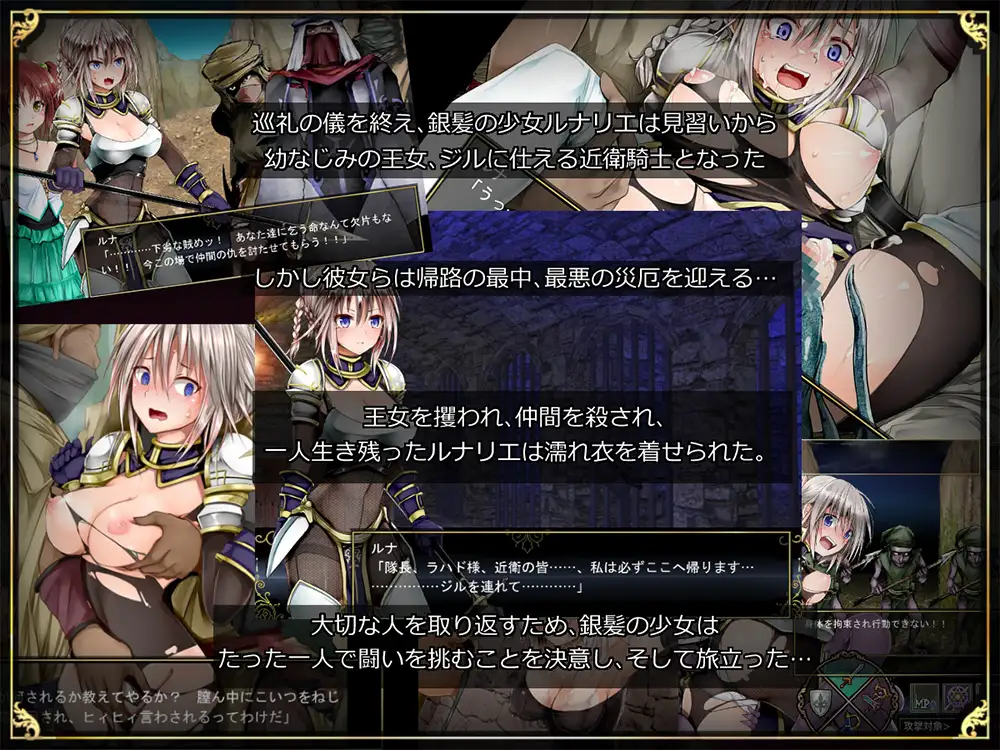 巡礼の儀を終え、銀髪の少女ルナリエは見習いから
幼なじみの王女、ジルに仕える近衛騎士となった
「うっ
ルナ
「…………下劣な賊めッ！　あなた達に乞う命なんて欠片もな
い！！　今この場で仲間の仇を討たせてもらう！！」
しかし彼女らは帰路の最中、最悪の災厄を迎える…
王女を攫われ、仲間を殺され、
一人生き残ったルナリエは濡れ衣を着せられた。
ルナ
「隊長、ラハド様、近衛の皆……、私は必ずここへ帰ります…
……………ジルを連れて…………」
体を拘束され行動できない！！
大切な人を取り返すため、銀髪の少女は
たった一人で闘いを挑むことを決意し、そして旅立った…
されるか教えてやるか？　膣ん中にこいつをねじ
され、ヒィヒィ言わされるってわけだ」
MP
攻撃対象>